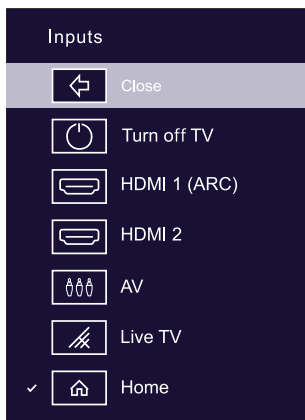 Inputs
Close
Turn off TV
HDMI 1 (ARC)
HDMI 2
AV
Live TV
Home